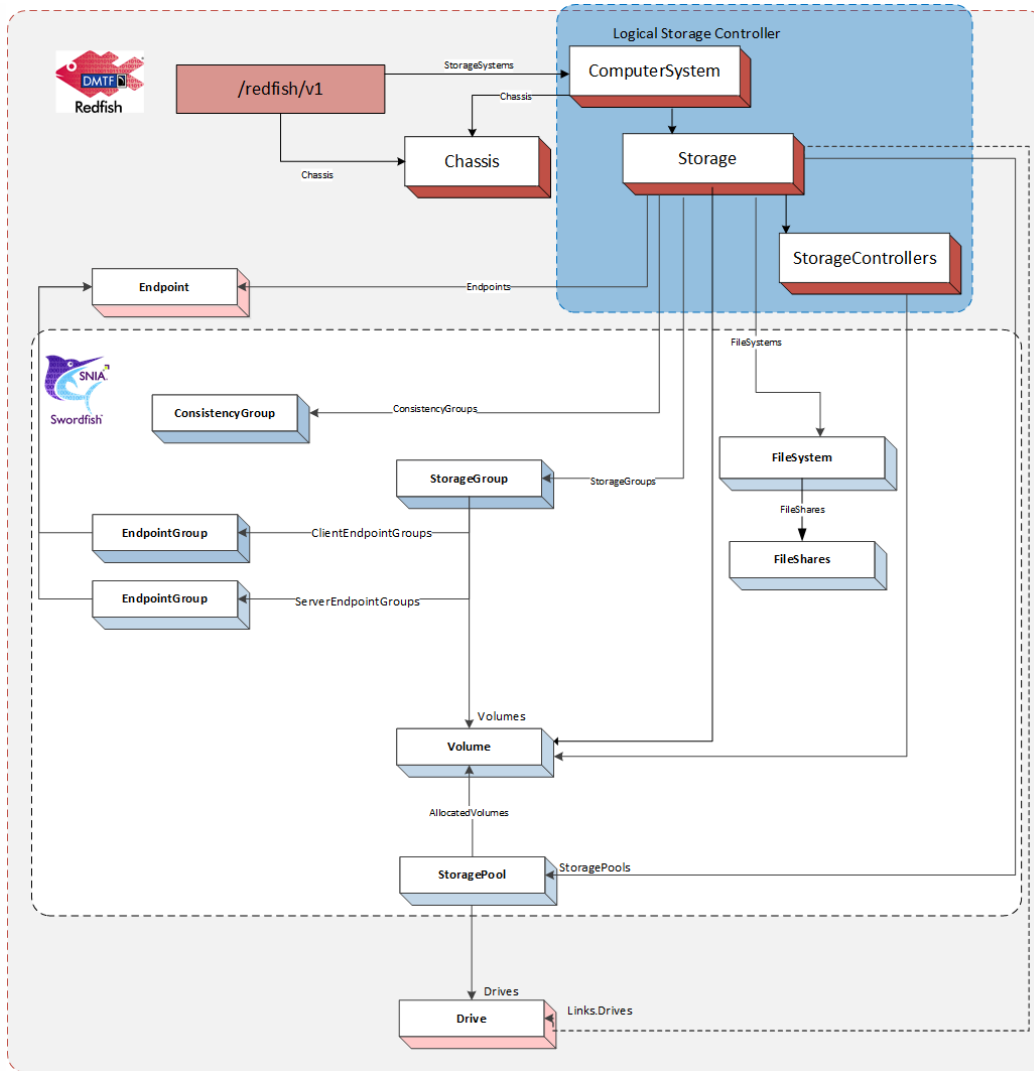 Logical Storage Controller
DMTF
Redfish
/redfish/v1
StorageSystems
ComputerSystem
Chassis
Chassis
Storage
Chassis
StorageControllers
Endpoint
Endpoints
FileSystems
SNIA
Swordfish
ConsistencyGroup
ConsistencyGroups
FileSystem
StorageGroup
StorageGroups
FileShares
EndpointGroup
ClientEndpointGroups
FileShares
EndpointGroup
ServerEndpointGroups
Volumes
Volume
AllocatedVolumes
StoragePool
StoragePools
Drives
Drive
Links.Drives